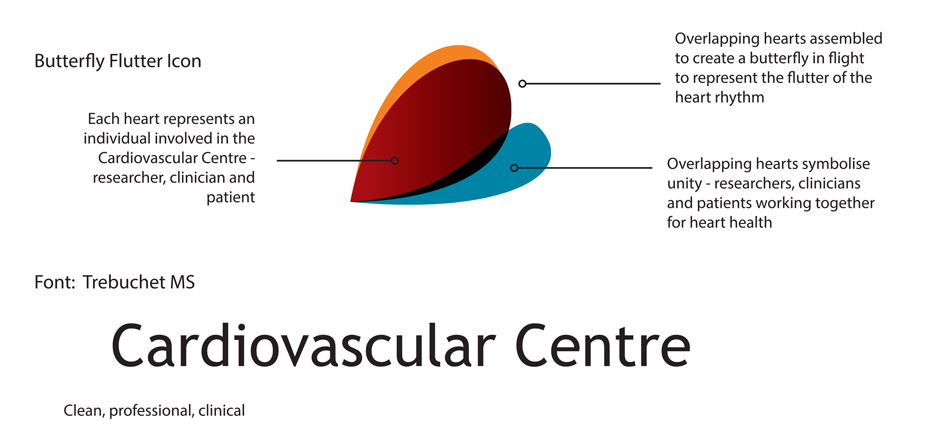 Butterfly Flutter Icon
Each heart represents an
individual involved in the
Cardiovascular Centre -
researcher, clinician and
patient
Overlapping hearts assembled
to create a butterfly in flight
to represent the flutter of the
heart rhythm
Overlapping hearts symbolise
unity - researchers, clinicians
and patients working together
for heart health
Font: Trebuchet MS
Cardiovascular Centre
Clean, professional, clinical